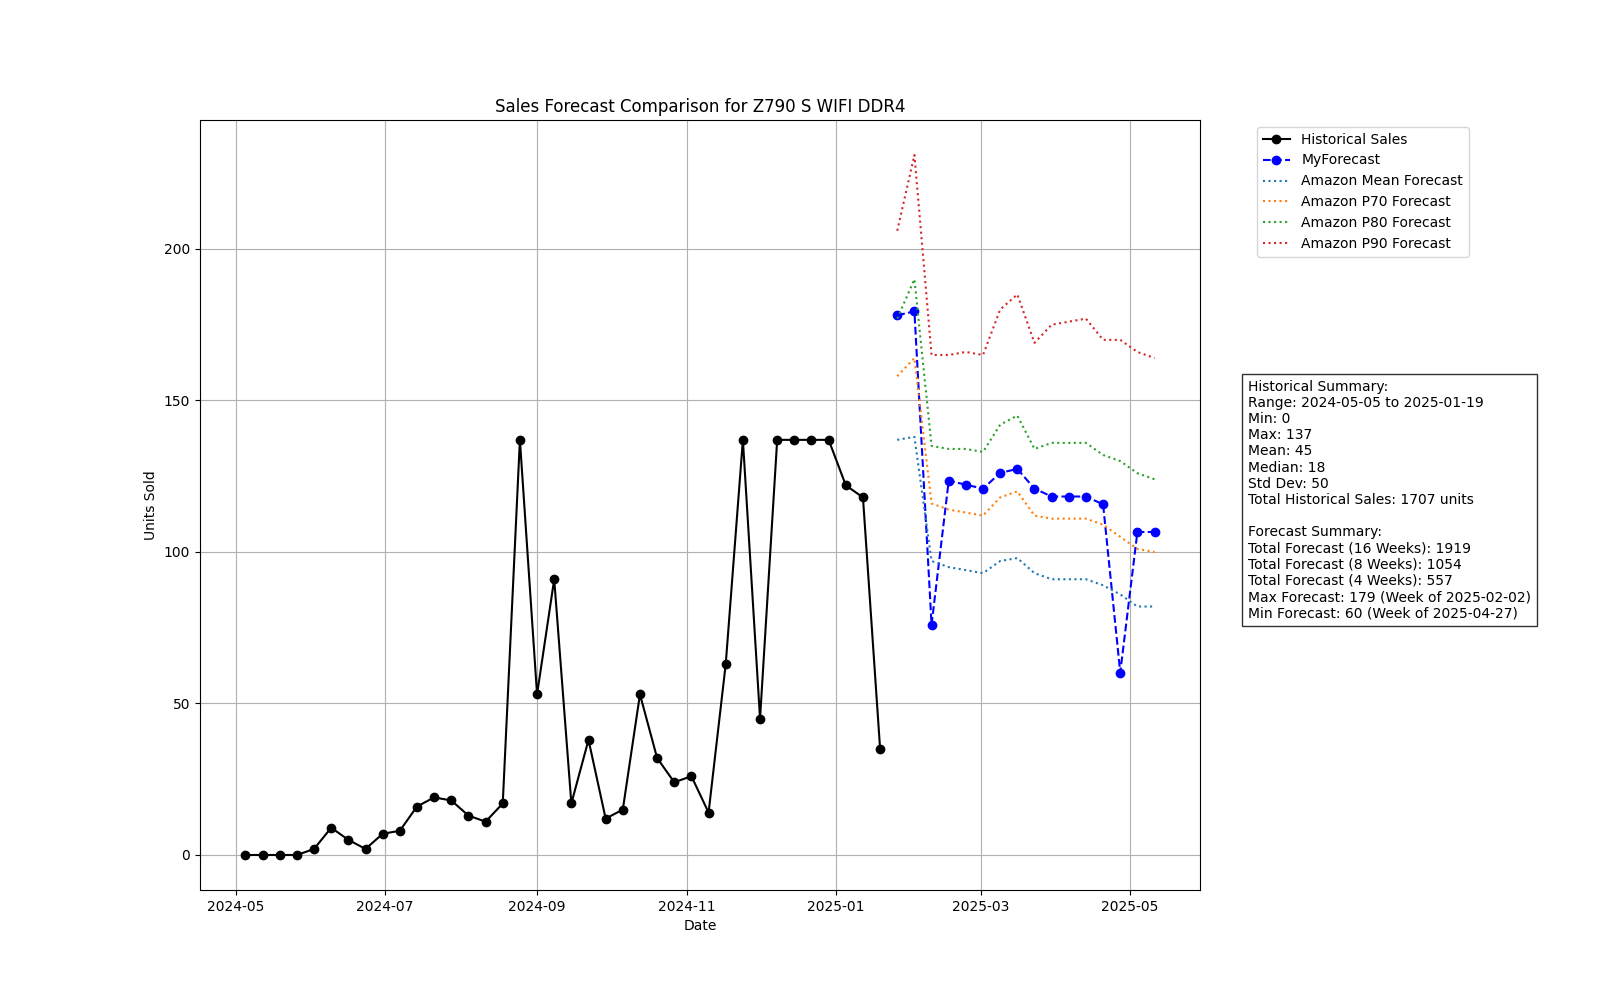 Sales Forecast Comparison for Z790 S WIFI DDR4
Units Sold
200
150
100
50
0
2024-05
2024-07
2024-09
2024-11
2025-01
2025-03
2025-05
Date
Historical Sales
MyForecast
Amazon Mean Forecast
Amazon P70 Forecast
Amazon P80 Forecast
Amazon P90 Forecast
Historical Summary:
Range: 2024-05-05 to 2025-01-19
Min: 0
Max: 137
Mean: 45
Median: 18
Std Dev: 50
Total Historical Sales: 1707 units
Forecast Summary:
Total Forecast (16 Weeks): 1919
Total Forecast (8 Weeks): 1054
Total Forecast (4 Weeks): 557
Max Forecast: 179 (Week of 2025-02-02)
Min Forecast: 60 (Week of 2025-04-27)